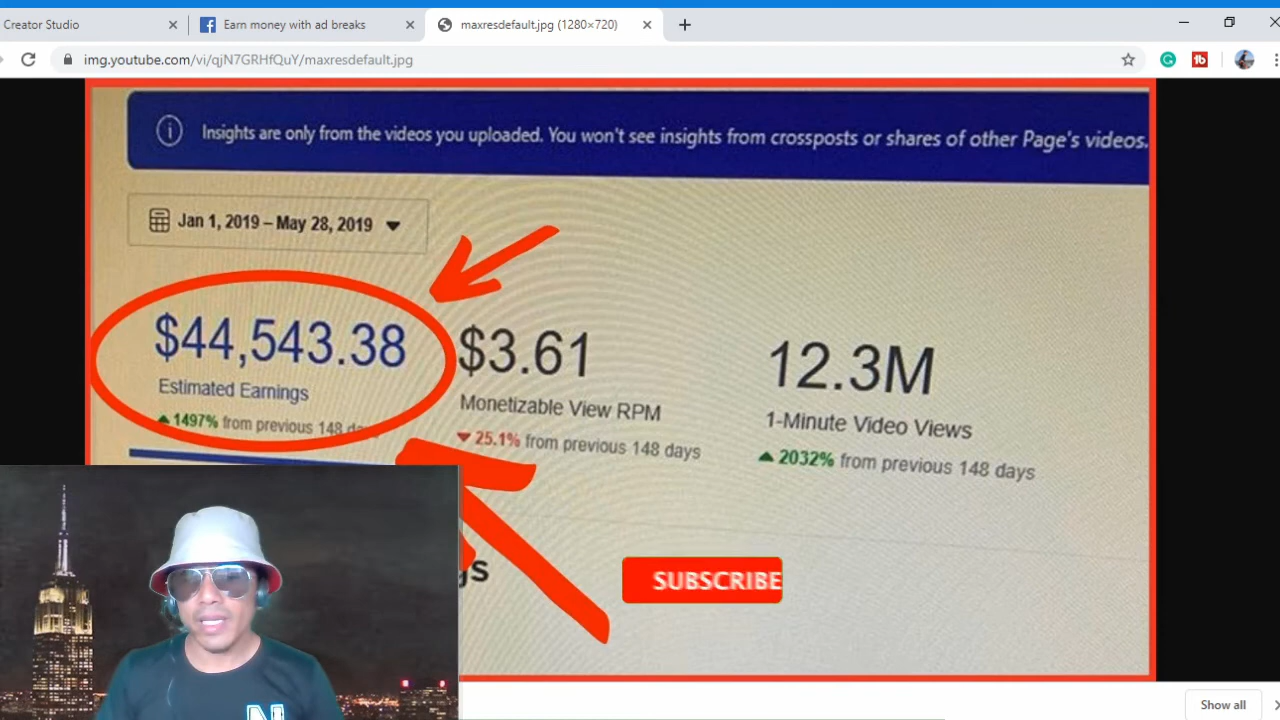 Creator Studio
Earn money with ad breaks
maxresdefault.jpg (1280×720)
img.youtube.com/vi/qjN7GRHfQuY/maxresdefault.jpg
Insights are only from the videos you uploaded. You won't see insights from crossposts or shares of other Page's videos.
Jan 1, 2019 – May 28, 2019
$44,543.38
Estimated Earnings
1497% from previous 148
$3.61
Monetizable View RPM
25.1% from previous 148 days
12.3M
1-Minute Video Views
2032% from previous 148 days
SUBSCRIBE
N
Show all